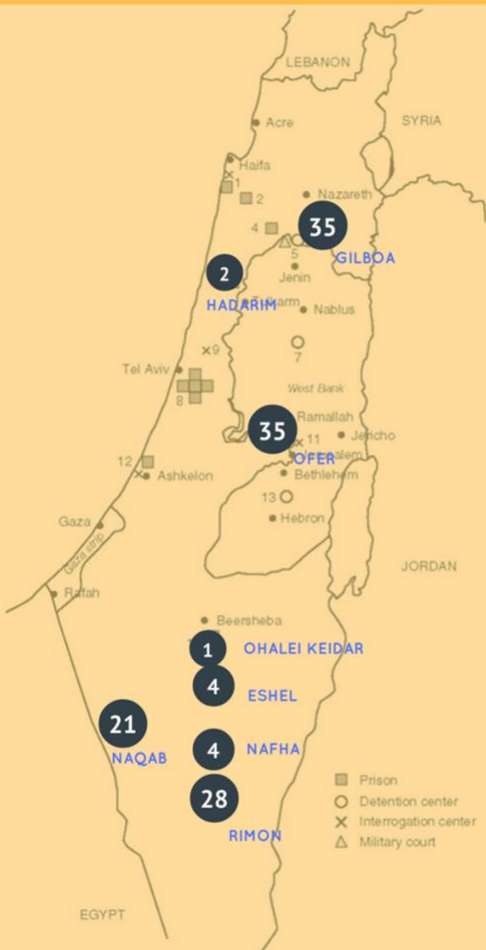 LEBANON
Acre
SYRIA
Haifa
1
2
Nazareth
4
35
5
GILBOA
2
Jenin
HADARIM
Nablus
7
9
Tel Aviv
8
West Bank
Ramallah
35
11
Jericho
OFER
12
Ashkelon
Bethlehem
13
Hebron
Gaza
Gaza strip
JORDAN
Rafah
Beersheba
1
OHALEI KEIDAR
4
ESHEL
21
NAQAB
4
NAFHA
28
RIMON
Prison
Detention center
Interrogation center
Military court
EGYPT